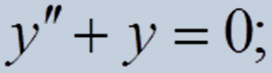 y″ + y = 0;